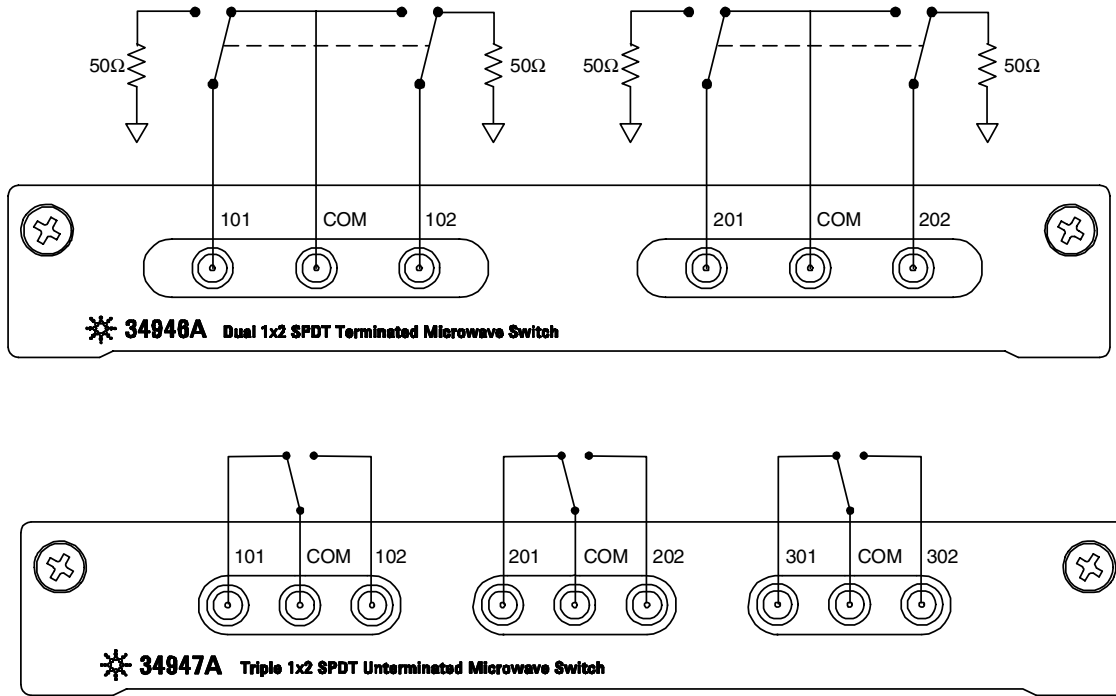 50Ω 50Ω 50Ω 50Ω
101 COM 102 201 COM 202
34946A Dual 1x2 SPDT Terminated Microwave Switch
101 COM 102 201 COM 202 301 COM 302
34947A Triple 1x2 SPDT Unterminated Microwave Switch